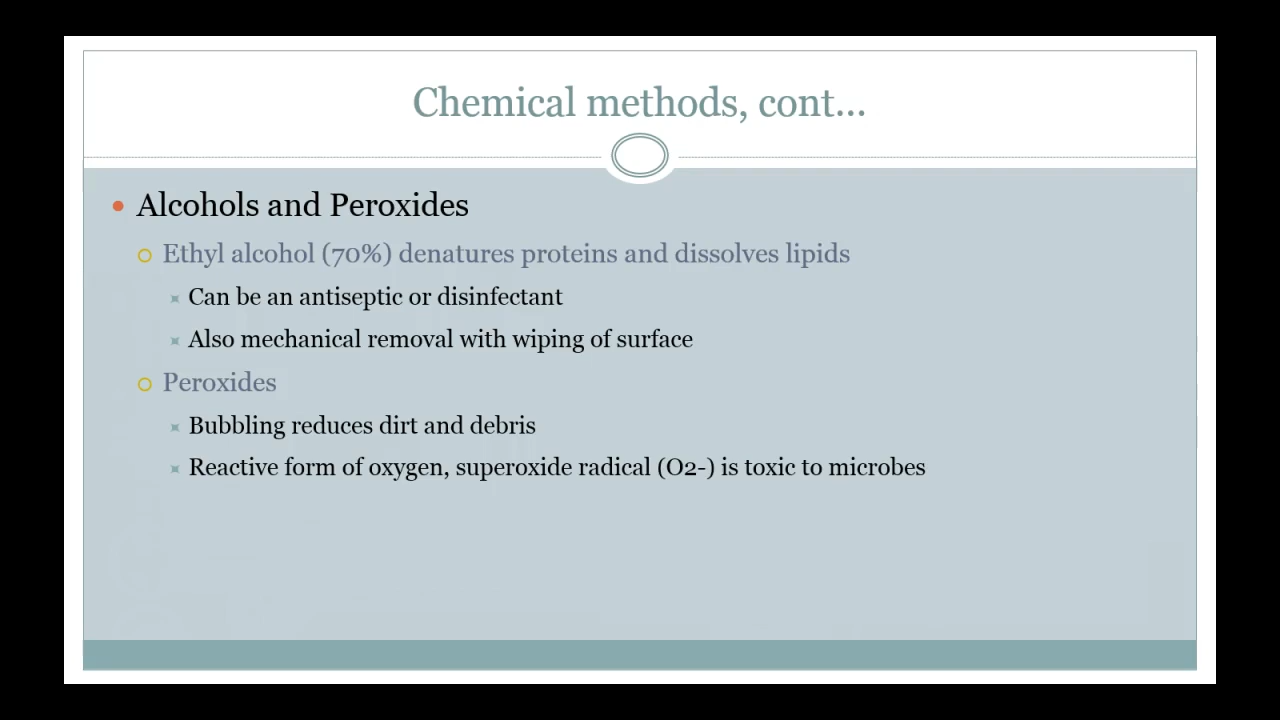 Chemical methods, cont...
Alcohols and Peroxides
Ethyl alcohol (70%) denatures proteins and dissolves lipids
Can be an antiseptic or disinfectant
Also mechanical removal with wiping of surface
Peroxides
Bubbling reduces dirt and debris
Reactive form of oxygen, superoxide radical (O2-) is toxic to microbes